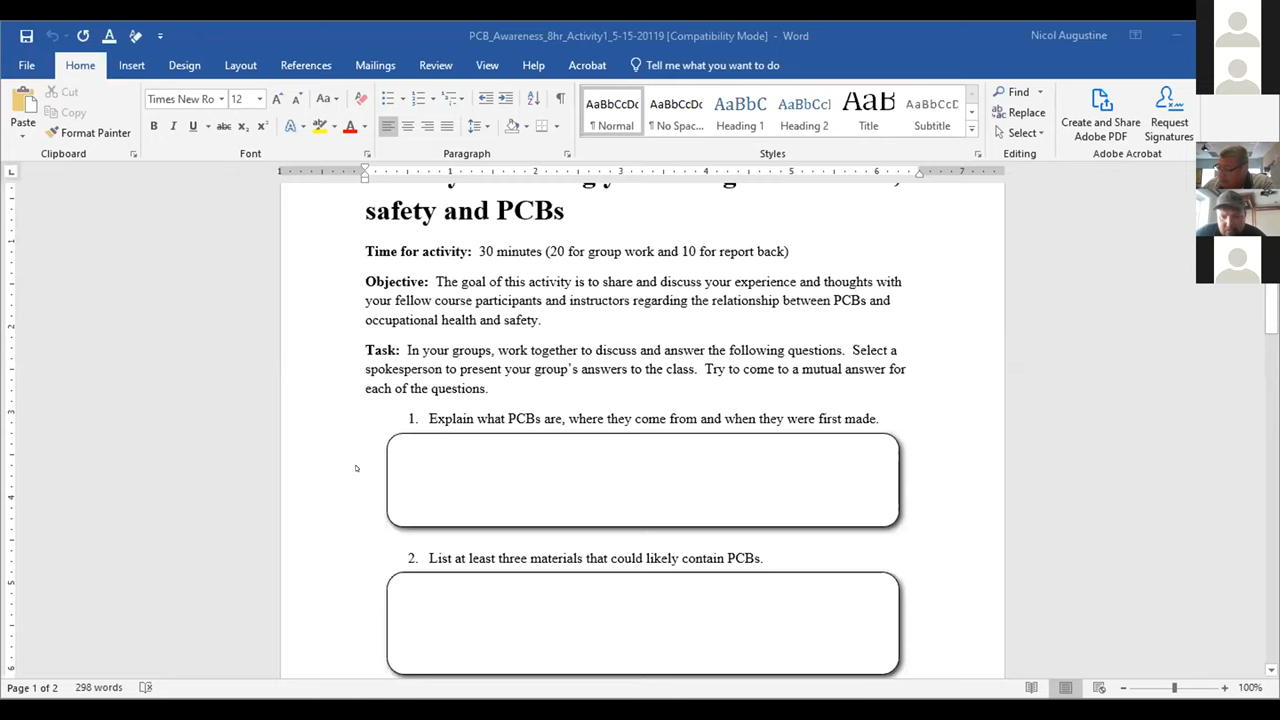 PCB_Awareness_8hr_Activity1_5-15-20119 [Compatibility Mode] - Word
Nicol Augustine
File Home Insert Design Layout References Mailings Review View Help Acrobat Tell me what you want to do
Cut
Copy
Paste
Format Painter
Clipboard
Times New Ro 12
Font
Paragraph
AaBbCcDc AaBbCcDc AaBbC AaBbCcI AaB AaBbCcD
¶ Normal ¶ No Spac... Heading 1 Heading 2 Title Subtitle
Styles
Find
Replace
Select
Editing
Create and Share Adobe PDF
Request Signatures
Adobe Acrobat
1 1 2 3 4 5 6 7
safety and PCBs
Time for activity: 30 minutes (20 for group work and 10 for report back)
Objective: The goal of this activity is to share and discuss your experience and thoughts with
your fellow course participants and instructors regarding the relationship between PCBs and
occupational health and safety.
Task: In your groups, work together to discuss and answer the following questions. Select a
spokesperson to present your group's answers to the class. Try to come to a mutual answer for
each of the questions.
1. Explain what PCBs are, where they come from and when they were first made.
2. List at least three materials that could likely contain PCBs.
Page 1 of 2 298 words 100%